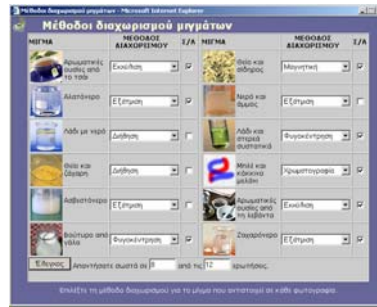 Μέθοδοι διαχωρισμού μιγμάτων - Microsoft Internet Explorer
Μέθοδοι διαχωρισμού μιγμάτων
ΜΙΓΜΑ ΜΕΘΟΔΟΣ ΔΙΑΧΩΡΙΣΜΟΥ Σ/Λ ΜΙΓΜΑ ΜΕΘΟΔΟΣ ΔΙΑΧΩΡΙΣΜΟΥ Σ/Λ
Αρωματικές ουσίες από το τσάι Εκχύλιση Θείο και σίδηρος Μαγνητική
Αλατόνερο Εξάτμιση Νερό και άμμος Εξάτμιση
Λάδι με νερό Διήθηση Λάδι και στερεά συστατικά Φυγοκέντρηση
Θείο και ζάχαρη Διήθηση Μπλέ και κόκκινο μελάνι Χρωματογραφία
Ασβεστόνερο Εξάτμιση Αρωματικές ουσίες από τη λεβάντα Εκχύλιση
Βούτυρο από γάλα Φυγοκέντρηση Ζαχαρόνερο Εξάτμιση
Έλεγχος Απαντήσατε σωστά σε 8 από τις 12 ερωτήσεις.
Επιλέξτε τη μέθοδο διαχωρισμού για το μίγμα που αντιστοιχεί σε κάθε φωτογραφία.